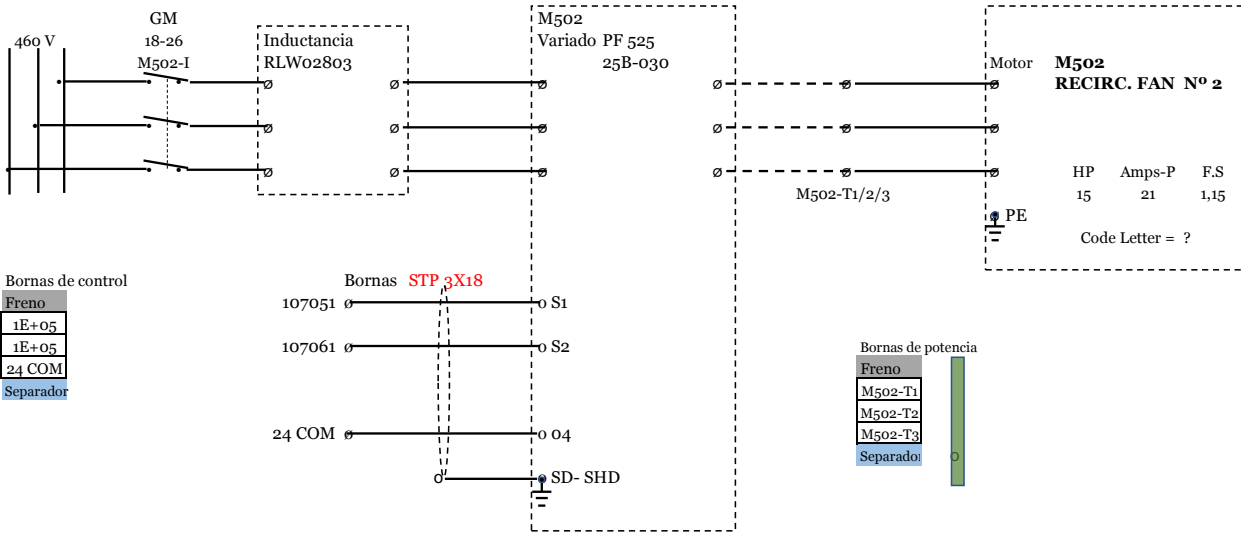 460 V
GM
18-26
M502-I
Inductancia
RLW02803
M502
Variado PF 525
25B-030
Motor M502
RECIRC. FAN Nº 2
HP Amps-P F.S
15 21 1,15
M502-T1/2/3
PE
Code Letter = ?
Bornas de control
Freno
1E+05
1E+05
24 COM
Separador
Bornas STP 3X18
107051
S1
107061
S2
24 COM
04
SD- SHD
Bornas de potencia
Freno
M502-T1
M502-T2
M502-T3
Separador